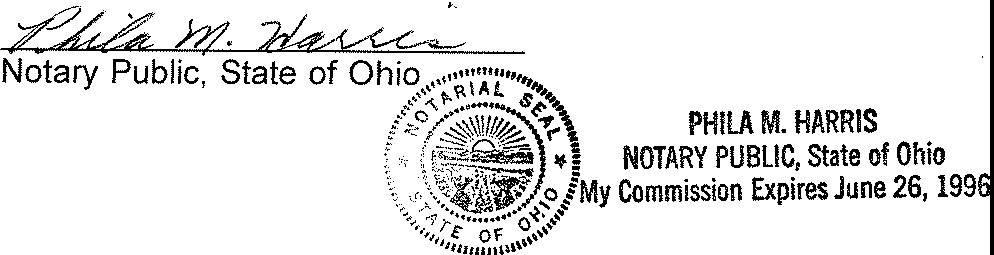 Phila M. Harris
Notary Public, State of Ohio
NOTARIAL SEAL
STATE OF OHIO
PHILA M. HARRIS
NOTARY PUBLIC, State of Ohio
My Commission Expires June 26, 1996